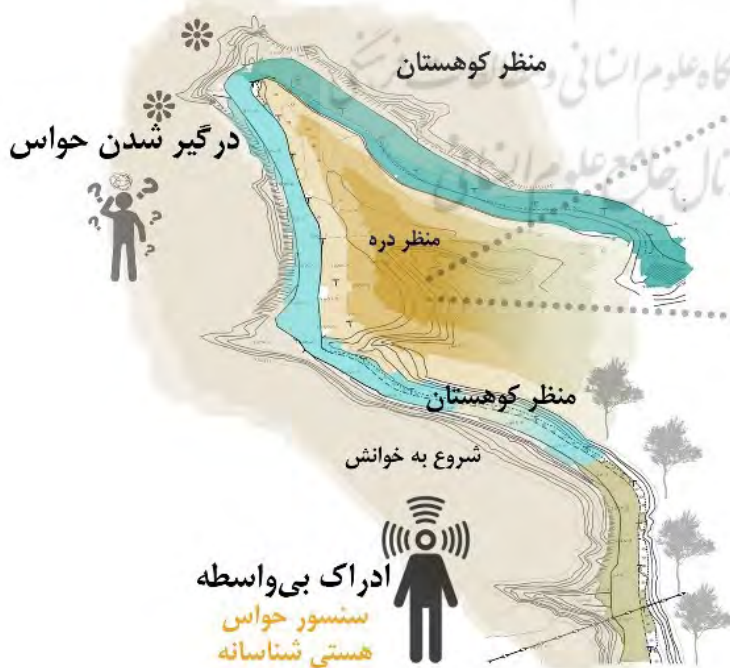 منظر کوهستان
درگیر شدن حواس
منظر دره
منظر کوهستان
شروع به خوانش
ادراک بی‌واسطه
سنسور حواس
هستی شناسانه